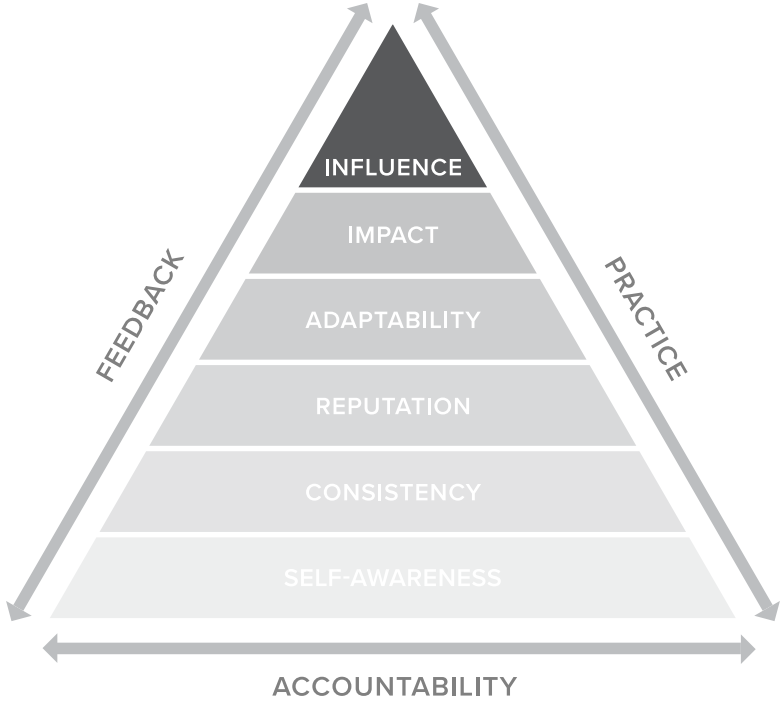 INFLUENCE
IMPACT
FEEDBACK
PRACTICE
ADAPTABILITY
REPUTATION
CONSISTENCY
SELF-AWARENESS
ACCOUNTABILITY